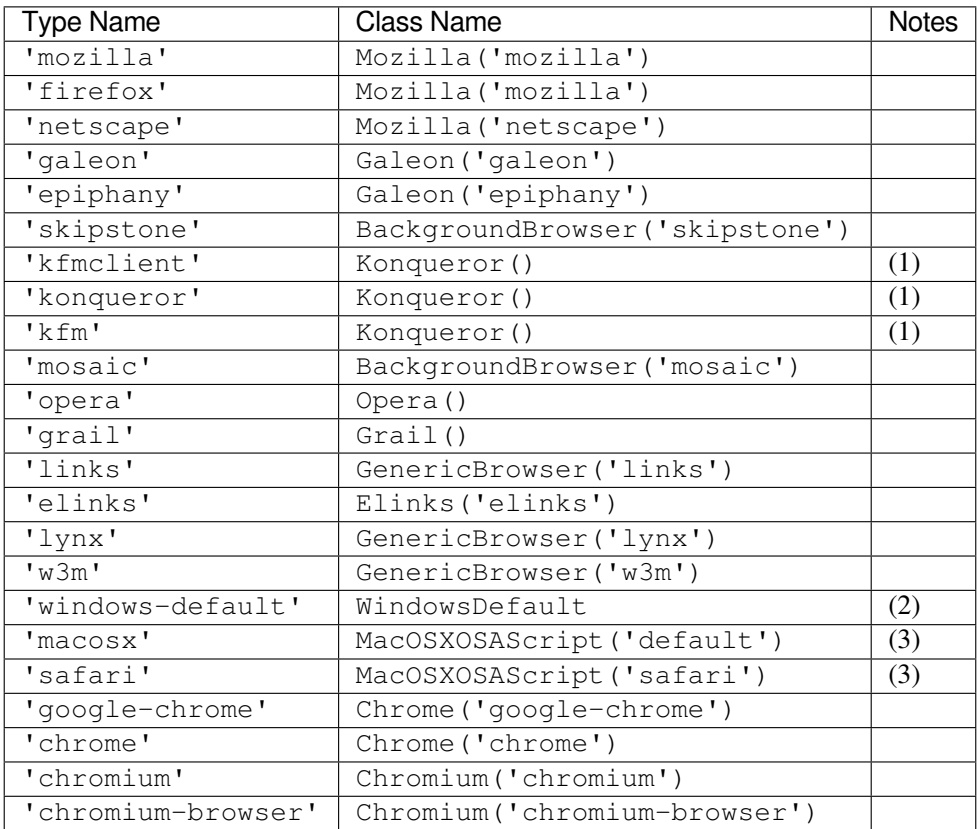 Type Name Class Name Notes
'mozilla' Mozilla('mozilla')
'firefox' Mozilla('mozilla')
'netscape' Mozilla('netscape')
'galeon' Galeon('galeon')
'epiphany' Galeon('epiphany')
'skipstone' BackgroundBrowser('skipstone')
'kfmclient' Konqueror() (1)
'konqueror' Konqueror() (1)
'kfm' Konqueror() (1)
'mosaic' BackgroundBrowser('mosaic')
'opera' Opera()
'grail' Grail()
'links' GenericBrowser('links')
'elinks' Elinks('elinks')
'lynx' GenericBrowser('lynx')
'w3m' GenericBrowser('w3m')
'windows-default' WindowsDefault (2)
'macosx' MacOSXOSAScript('default') (3)
'safari' MacOSXOSAScript('safari') (3)
'google-chrome' Chrome('google-chrome')
'chrome' Chrome('chrome')
'chromium' Chromium('chromium')
'chromium-browser' Chromium('chromium-browser')